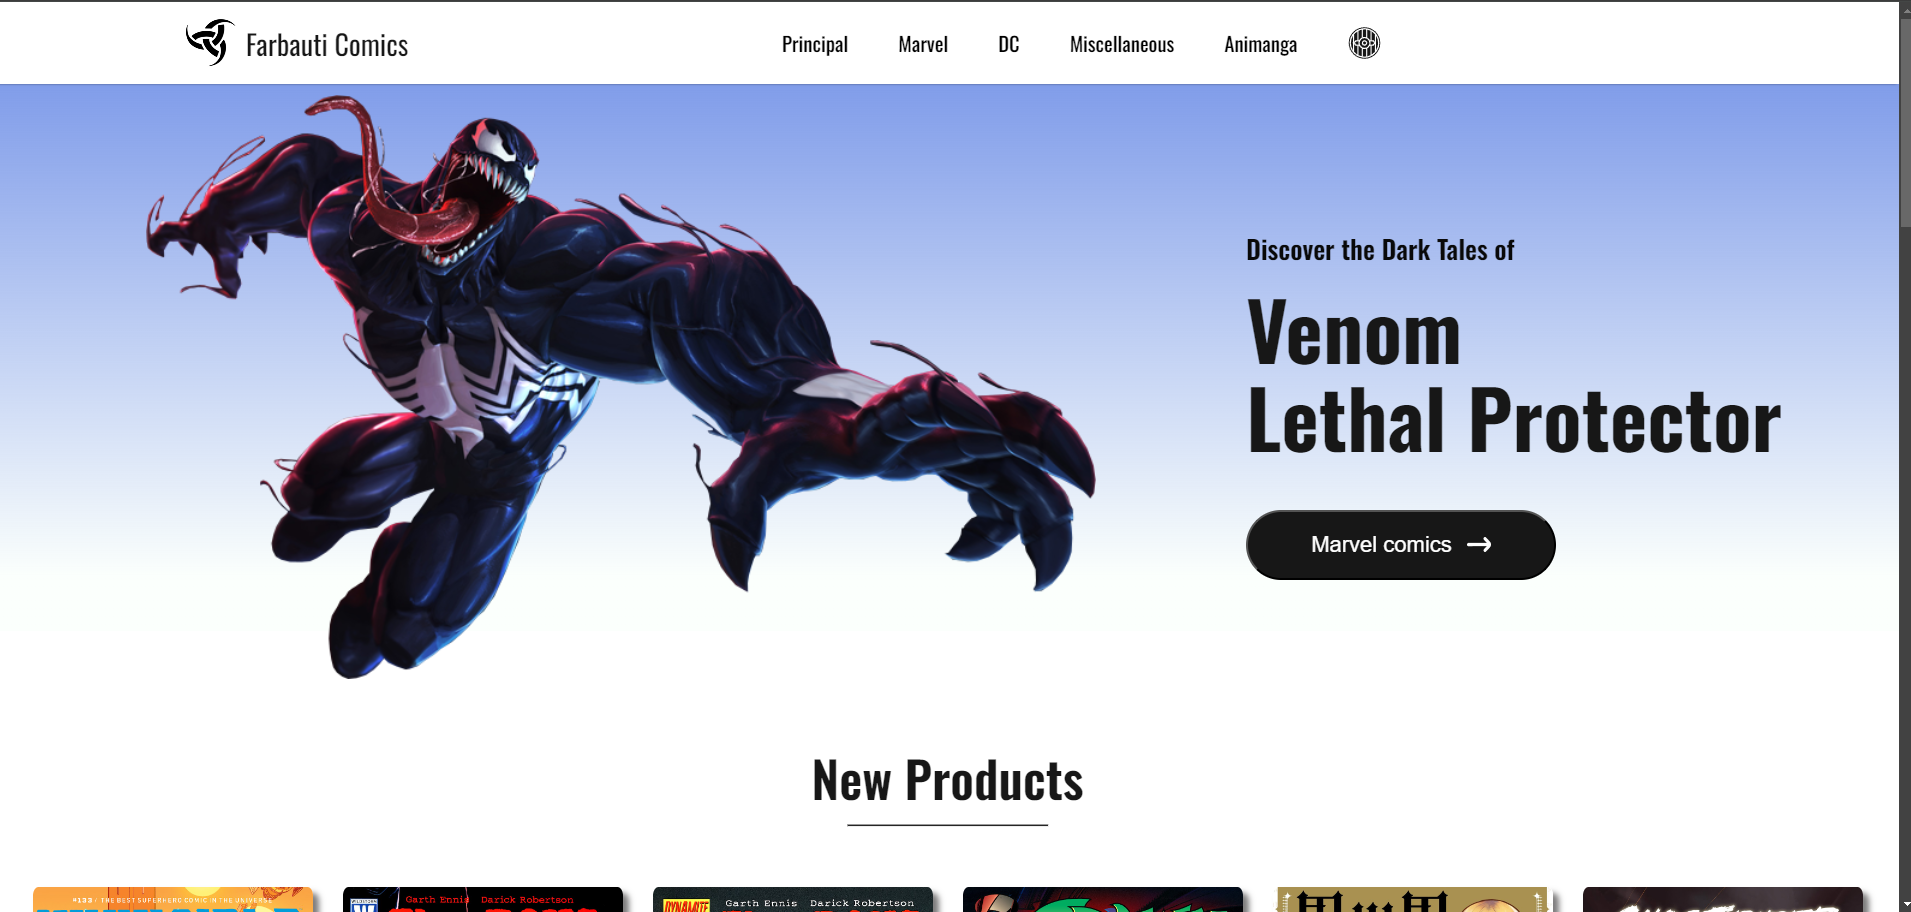 Farbauti Comics
Principal
Marvel
DC
Miscellaneous
Animanga
Discover the Dark Tales of
Venom
Lethal Protector
Marvel comics
New Products
#133 / THE BEST SUPERHERO COMIC IN THE UNIVERSE
Garth Ennis Darick Robertson
DYNAMITE
Garth Ennis Darick Robertson